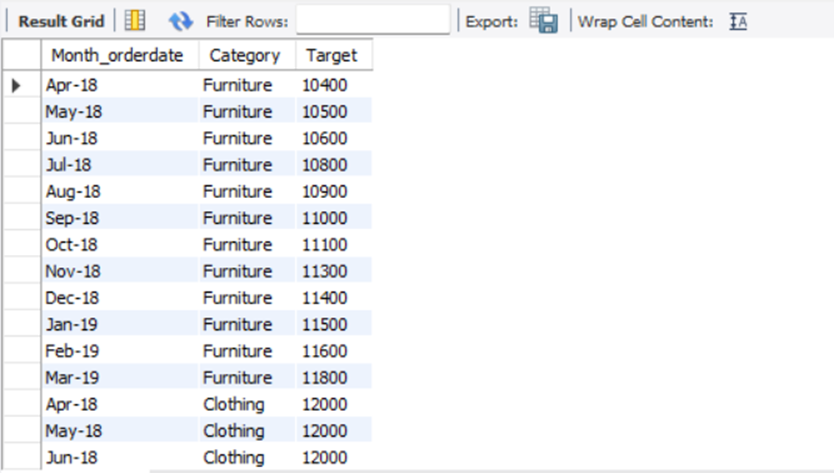 Result Grid Filter Rows: Export: Wrap Cell Content: IA
Month_orderdate Category Target
Apr-18 Furniture 10400
May-18 Furniture 10500
Jun-18 Furniture 10600
Jul-18 Furniture 10800
Aug-18 Furniture 10900
Sep-18 Furniture 11000
Oct-18 Furniture 11100
Nov-18 Furniture 11300
Dec-18 Furniture 11400
Jan-19 Furniture 11500
Feb-19 Furniture 11600
Mar-19 Furniture 11800
Apr-18 Clothing 12000
May-18 Clothing 12000
Jun-18 Clothing 12000